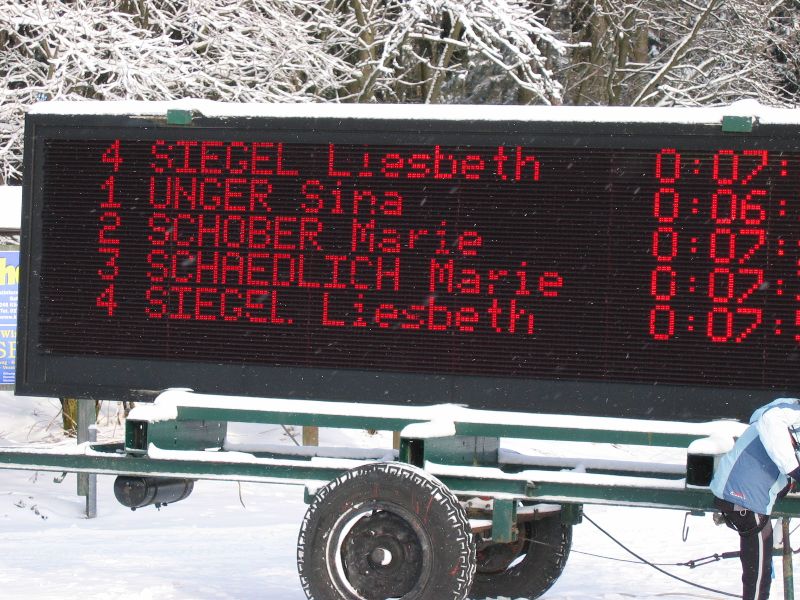 4 SIEGEL Liesbeth 0:07:
1 UNGER Sina 0:06:
2 SCHOBER Marie 0:07:
3 SCHAEDLICH Marie 0:07:
4 SIEGEL Liesbeth 0:07: